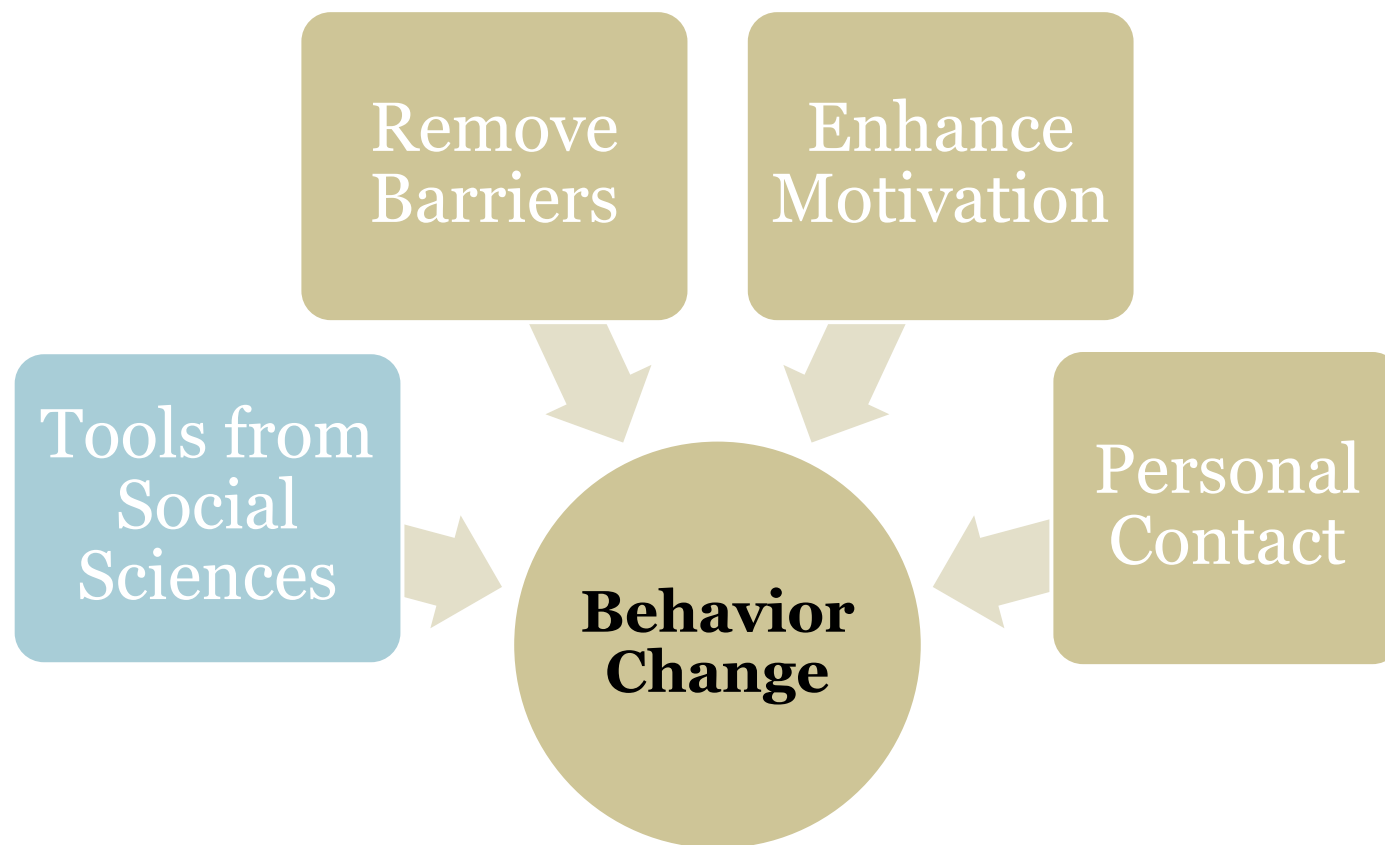 Remove
Barriers
Enhance
Motivation
Tools from
Social
Sciences
Personal
Contact
Behavior
Change